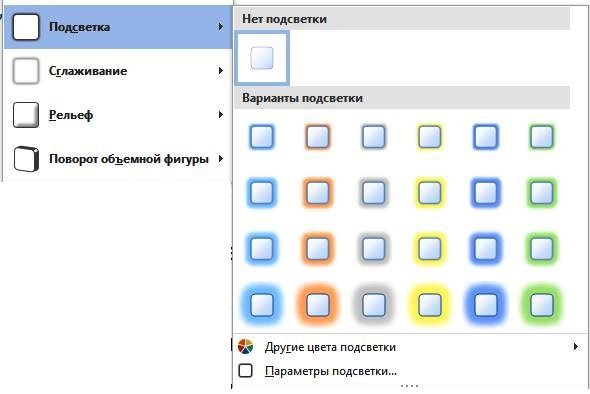 Подсветка
Сглаживание
Рельеф
Поворот объемной фигуры
Нет подсветки
Варианты подсветки
Другие цвета подсветки
Параметры подсветки...